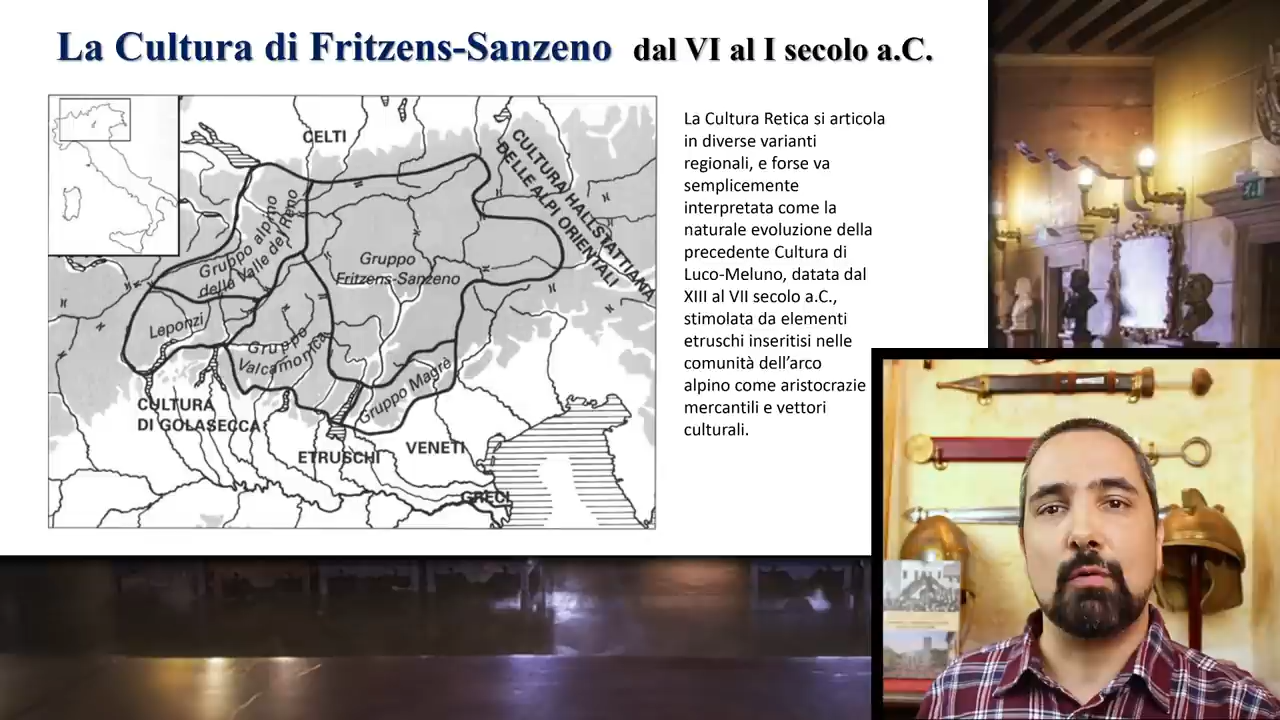 La Cultura di Fritzens-Sanzeno dal VI al I secolo a.C.
CELTI
CULTURA HALLSTATTIANA
DELLE ALPI ORIENTALI
Gruppo alpino
della Valle del Reno
Gruppo
Fritzens-Sanzeno
Leponzi
Gruppo
Valcamonica
Gruppo Magrè
CULTURA
DI GOLASECCA
ETRUSCHI
VENETI
GRECI
La Cultura Retica si articola
in diverse varianti
regionali, e forse va
semplicemente
interpretata come la
naturale evoluzione della
precedente Cultura di
Luco-Meluno, datata dal
XIII al VII secolo a.C.,
stimolata da elementi
etruschi inseritisi nelle
comunità dell’arco
alpino come aristocrazie
mercantili e vettori
culturali.